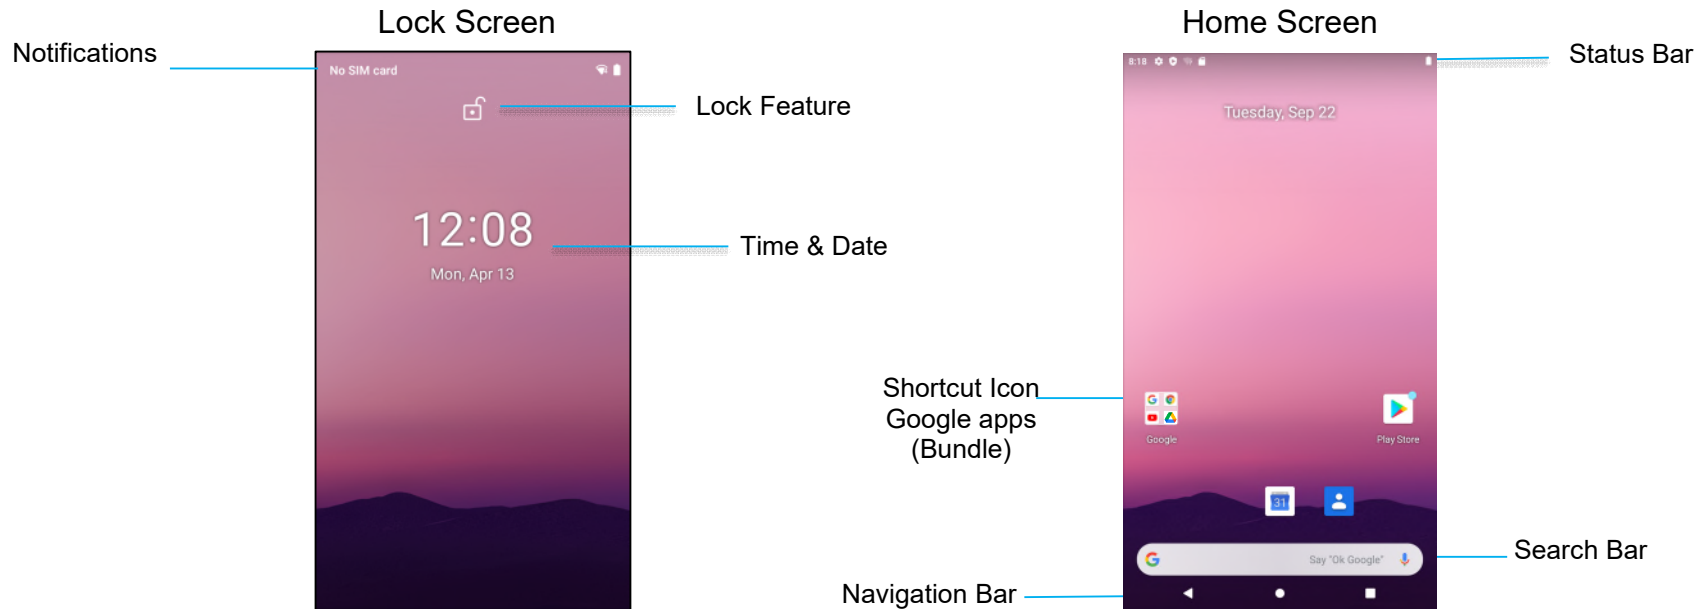 Lock Screen
Notifications
No SIM card
Lock Feature
12:08
Time & Date
Mon, Apr 13
Home Screen
8:18
Status Bar
Tuesday, Sep 22
Shortcut Icon
Google apps
(Bundle)
Google
Play Store
31
Say "Ok Google"
Search Bar
Navigation Bar